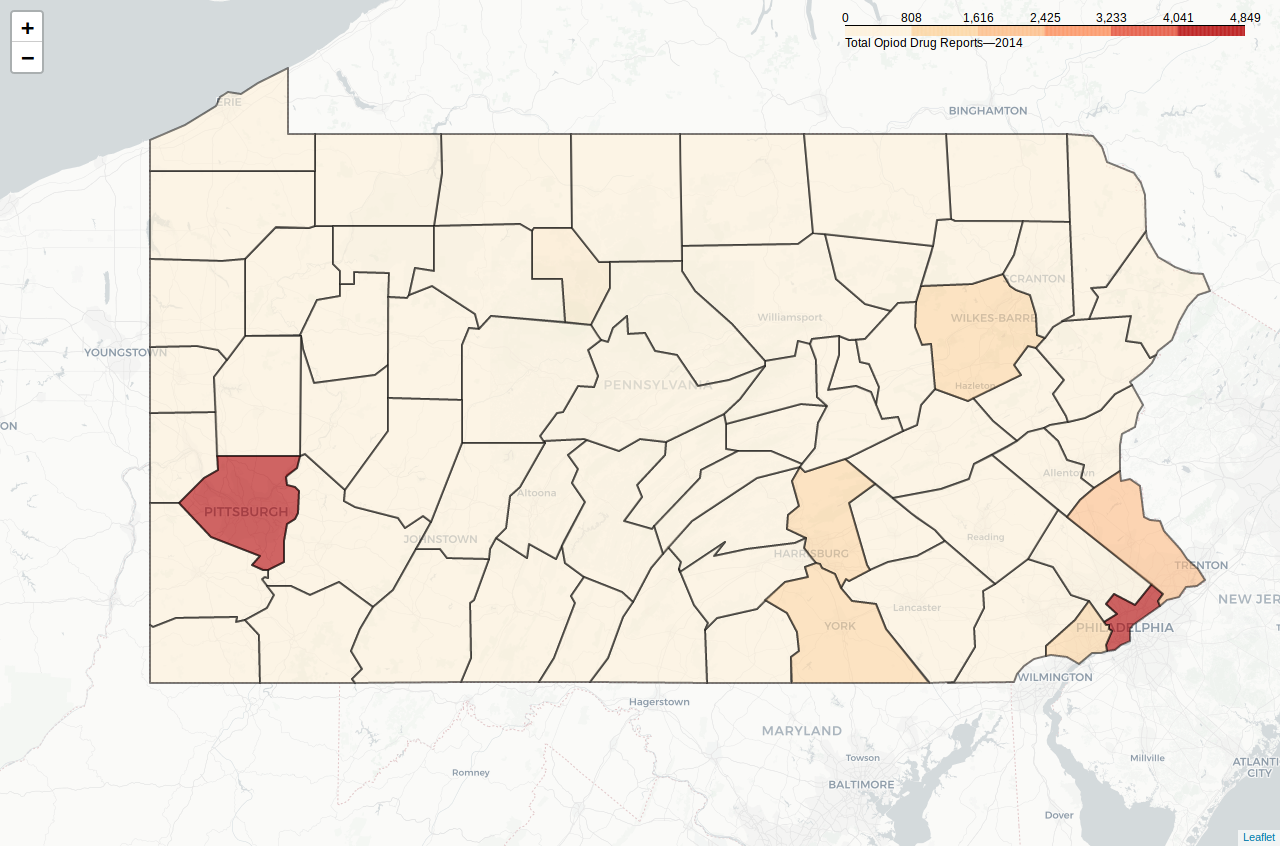 +
−
0 808 1,616 2,425 3,233 4,041 4,849
Total Opiod Drug Reports—2014
ERIE
BINGHAMTON
SCRANTON
Williamsport
WILKES-BARRE
YOUNGSTOWN
PENNSYLVANIA
Hazleton
ON
Allentown
Altoona
PITTSBURGH
JOHNSTOWN
Reading
HARRISBURG
TRENTON
NEW JER
Lancaster
YORK
PHILADELPHIA
WILMINGTON
Hagerstown
MARYLAND
Towson
Millville
ATLANTI
CITY
Romney
BALTIMORE
Dover
Leaflet